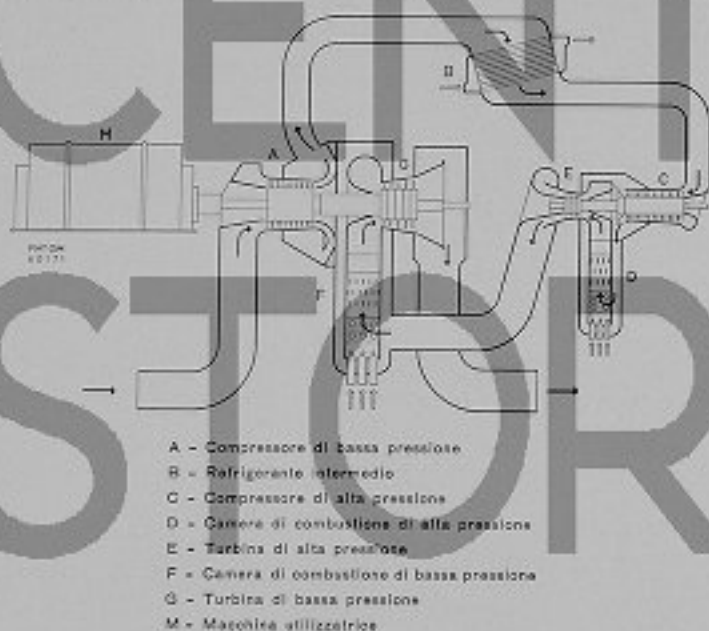 CENT
B
M
A
G
E
C
F
D
STOR
A - Compressore di bassa pressione
B - Refrigerante intermedio
C - Compressore di alta pressione
D - Camera di combustione di alta pressione
E - Turbina di alta pressione
F - Camera di combustione di bassa pressione
G - Turbina di bassa pressione
M - Macchina utilizzatrice